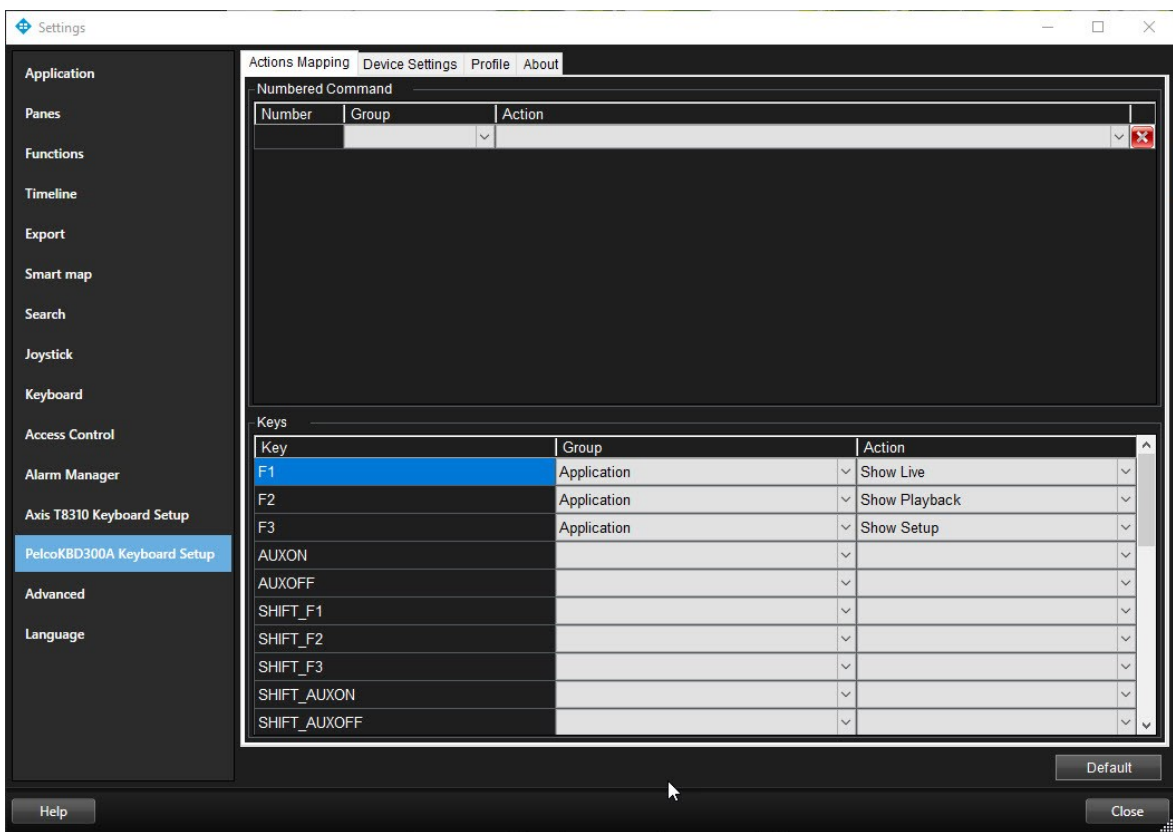 Settings
Application
Panes
Functions
Timeline
Export
Smart map
Search
Joystick
Keyboard
Access Control
Alarm Manager
Axis T8310 Keyboard Setup
PelcoKBD300A Keyboard Setup
Advanced
Language
Actions Mapping Device Settings Profile About
Numbered Command
Number Group Action
Keys
Key Group Action
F1 Application Show Live
F2 Application Show Playback
F3 Application Show Setup
AUXON
AUXOFF
SHIFT_F1
SHIFT_F2
SHIFT_F3
SHIFT_AUXON
SHIFT_AUXOFF
Default
Help Close